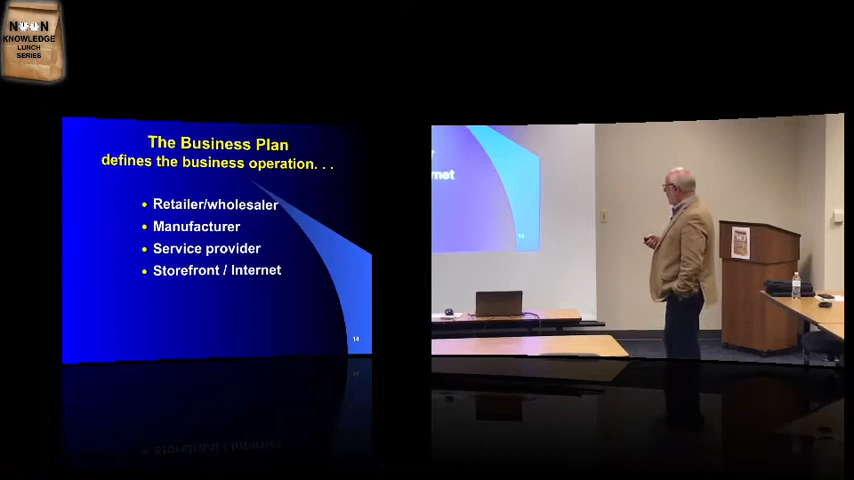 NOON
KNOWLEDGE
LUNCH
SERIES
The Business Plan
defines the business operation. . .
• Retailer/wholesaler
• Manufacturer
• Service provider
• Storefront / Internet
14
rnet
14